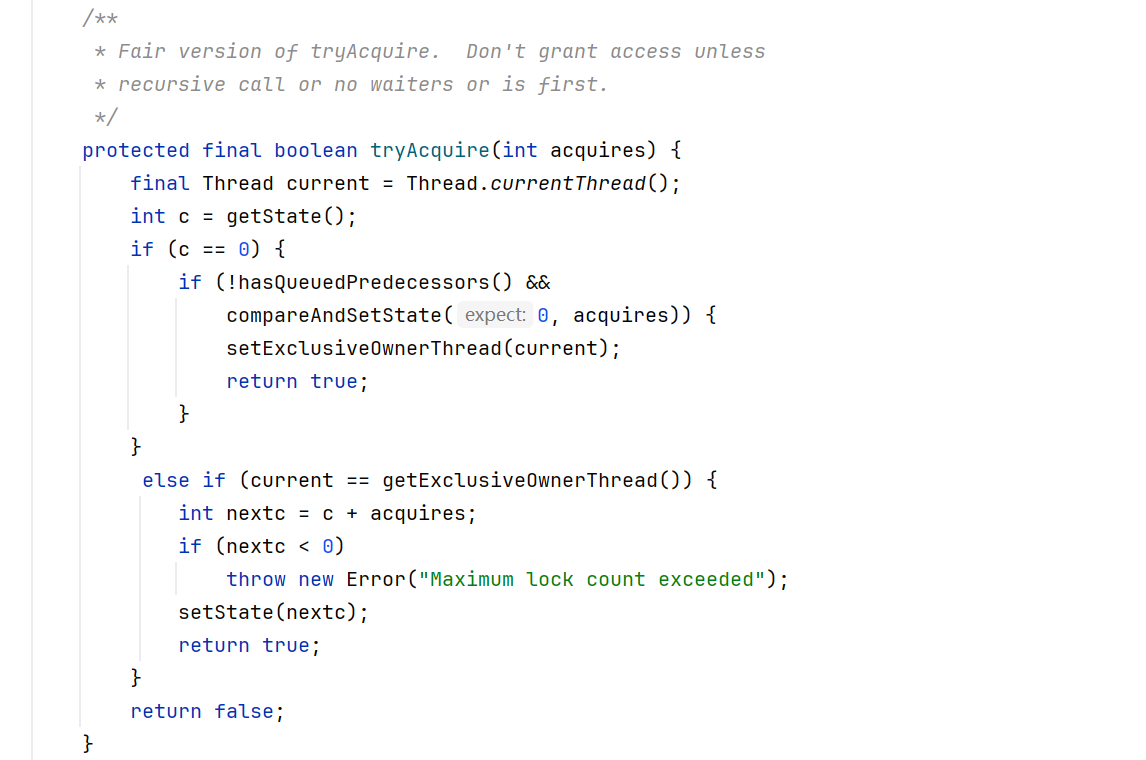 /**
 * Fair version of tryAcquire.  Don't grant access unless
 * recursive call or no waiters or is first.
 */
protected final boolean tryAcquire(int acquires) {
    final Thread current = Thread.currentThread();
    int c = getState();
    if (c == 0) {
        if (!hasQueuedPredecessors() &&
            compareAndSetState( expect: 0, acquires)) {
            setExclusiveOwnerThread(current);
            return true;
        }
    }
     else if (current == getExclusiveOwnerThread()) {
        int nextc = c + acquires;
        if (nextc < 0)
            throw new Error("Maximum lock count exceeded");
        setState(nextc);
        return true;
    }
    return false;
}